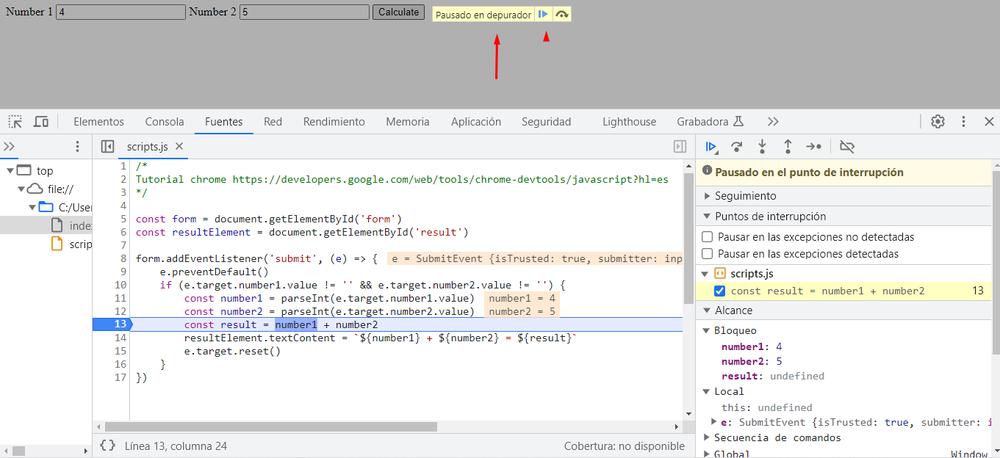 Number 1 4 Number 2 5 Calculate Pausado en depurador
Elementos Consola Fuentes Red Rendimiento Memoria Aplicación Seguridad Lighthouse Grabadora
scripts.js
top
file://
C:/User
index
scrip
1 /*
2 Tutorial chrome https://developers.google.com/web/tools/chrome-devtools/javascript?hl=es
3 */
4
5 const form = document.getElementById('form')
6 const resultElement = document.getElementById('result')
7
8 form.addEventListener('submit', (e) => { e = SubmitEvent {isTrusted: true, submitter: inp
9 e.preventDefault()
10 if (e.target.number1.value != '' && e.target.number2.value != '') {
11 const number1 = parseInt(e.target.number1.value) number1 = 4
12 const number2 = parseInt(e.target.number2.value) number2 = 5
13 const result = number1 + number2
14 resultElement.textContent = `${number1} + ${number2} = ${result}`
15 e.target.reset()
16 }
17 })
{} Línea 13, columna 24 Cobertura: no disponible
Pausado en el punto de interrupción
Seguimiento
Puntos de interrupción
Pausar en las excepciones no detectadas
Pausar en las excepciones detectadas
scripts.js
const result = number1 + number2 13
Alcance
Bloqueo
number1: 4
number2: 5
result: undefined
Local
this: undefined
e: SubmitEvent {isTrusted: true, submitter: i
Secuencia de comandos
Global Window